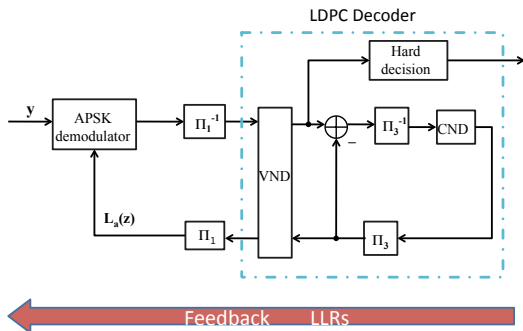 LDPC Decoder
Hard
decision
y
APSK
demodulator
Π₁⁻¹
VND
−
Π₃⁻¹
CND
Lₐ(z)
Π₁
Π₃
Feedback LLRs